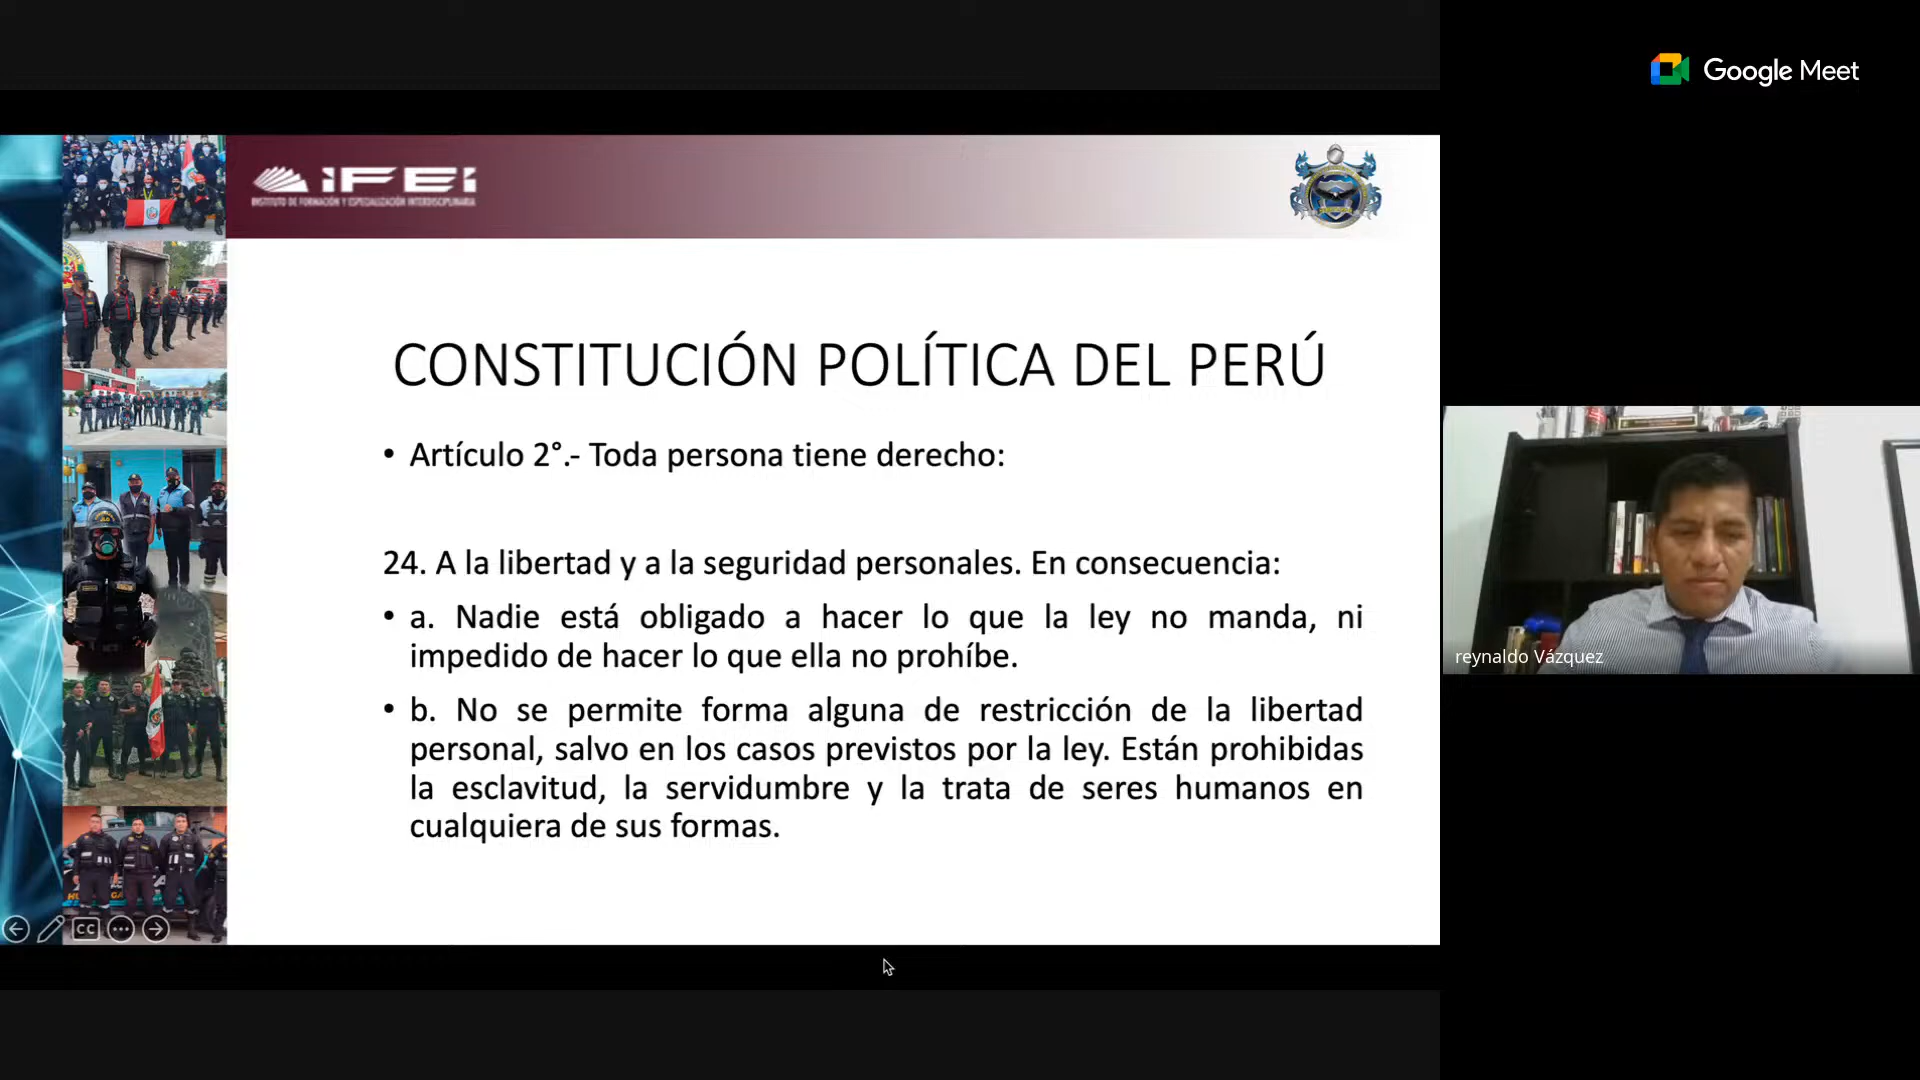 Google Meet
iFEi
INSTITUTO DE FORMACIÓN Y ESPECIALIZACIÓN INTERDISCIPLINARIA
CONSTITUCIÓN POLÍTICA DEL PERÚ
• Artículo 2°.- Toda persona tiene derecho:
24. A la libertad y a la seguridad personales. En consecuencia:
• a. Nadie está obligado a hacer lo que la ley no manda, ni
impedido de hacer lo que ella no prohíbe.
• b. No se permite forma alguna de restricción de la libertad
personal, salvo en los casos previstos por la ley. Están prohibidas
la esclavitud, la servidumbre y la trata de seres humanos en
cualquiera de sus formas.
CC
reynaldo Vázquez